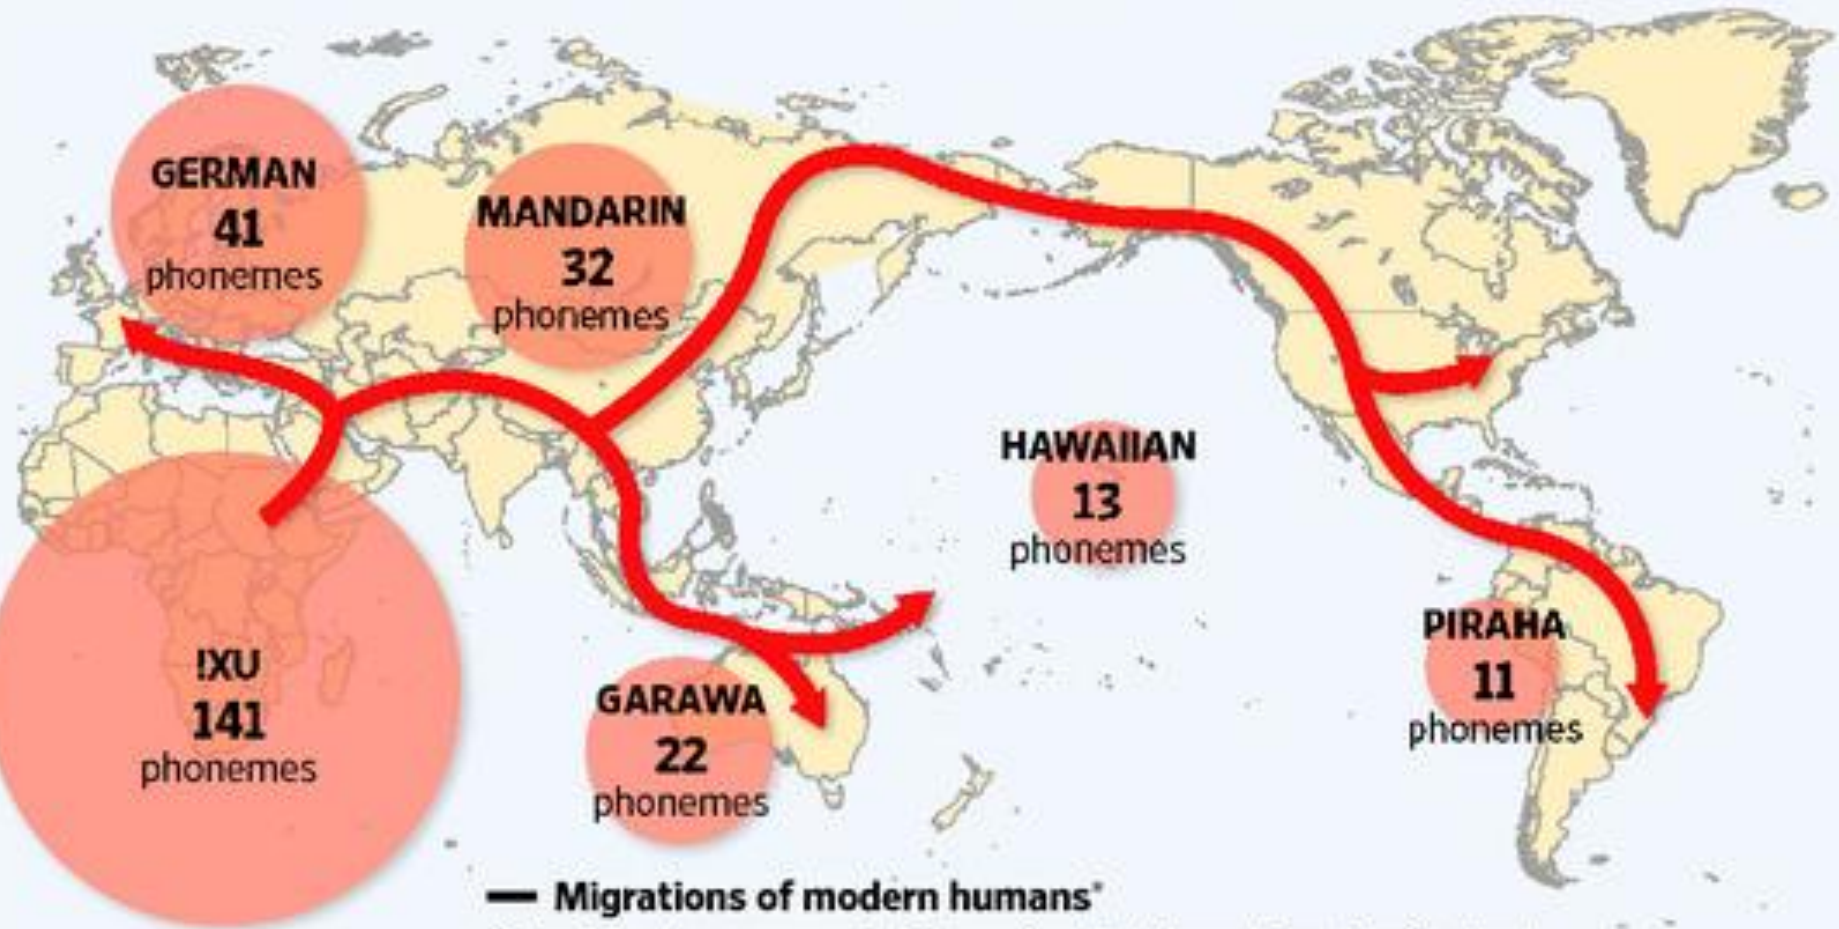 GERMAN
41
phonemes
MANDARIN
32
phonemes
HAWAIIAN
13
phonemes
PIRAHA
11
phonemes
!XU
141
phonemes
GARAWA
22
phonemes
Migrations of modern humans*